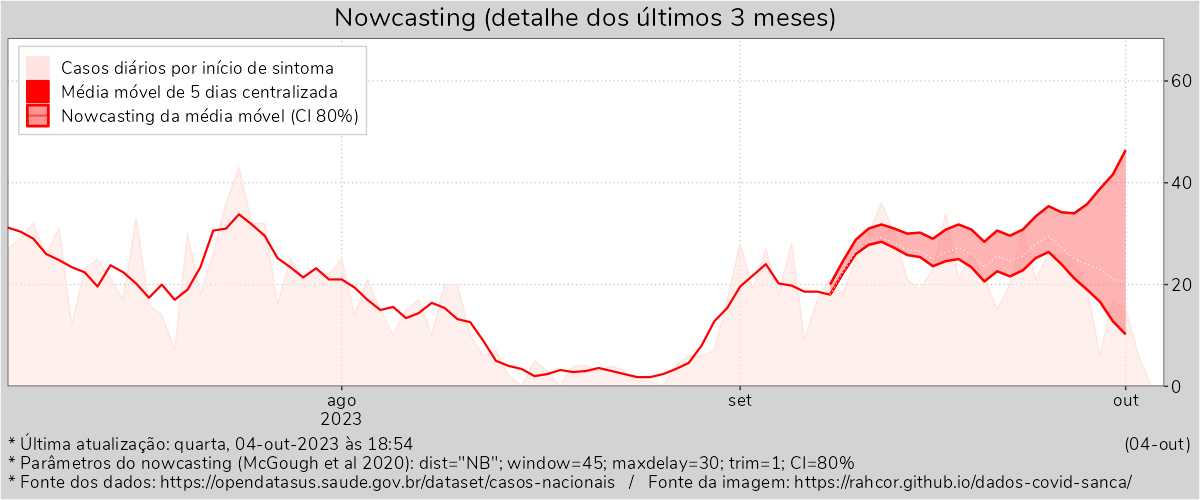 Nowcasting (detalhe dos últimos 3 meses)
Casos diários por início de sintoma
Média móvel de 5 dias centralizada
Nowcasting da média móvel (CI 80%)
60
40
20
0
ago
2023
set
out
* Última atualização: quarta, 04-out-2023 às 18:54
(04-out)
* Parâmetros do nowcasting (McGough et al 2020): dist="NB"; window=45; maxdelay=30; trim=1; CI=80%
* Fonte dos dados: https://opendatasus.saude.gov.br/dataset/casos-nacionais / Fonte da imagem: https://rahcor.github.io/dados-covid-sanca/